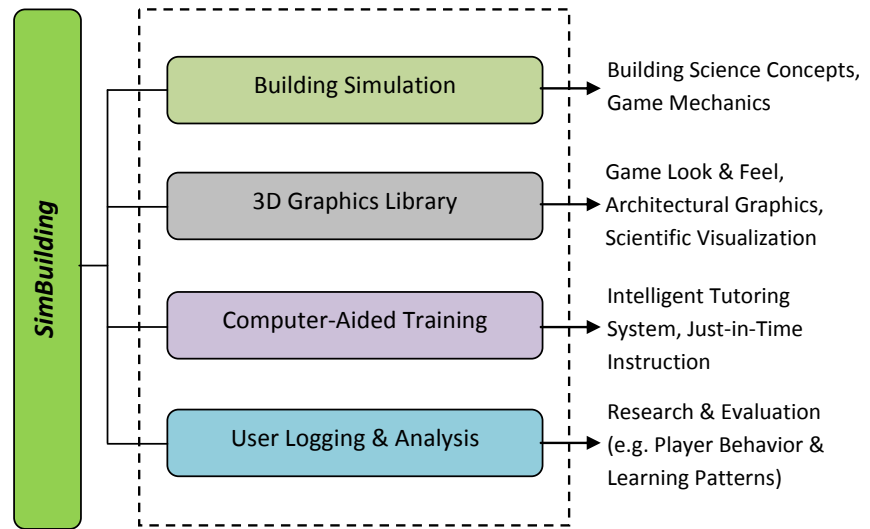 SimBuilding
Building Simulation
Building Science Concepts,
Game Mechanics
3D Graphics Library
Game Look & Feel,
Architectural Graphics,
Scientific Visualization
Computer-Aided Training
Intelligent Tutoring
System, Just-in-Time
Instruction
User Logging & Analysis
Research & Evaluation
(e.g. Player Behavior &
Learning Patterns)